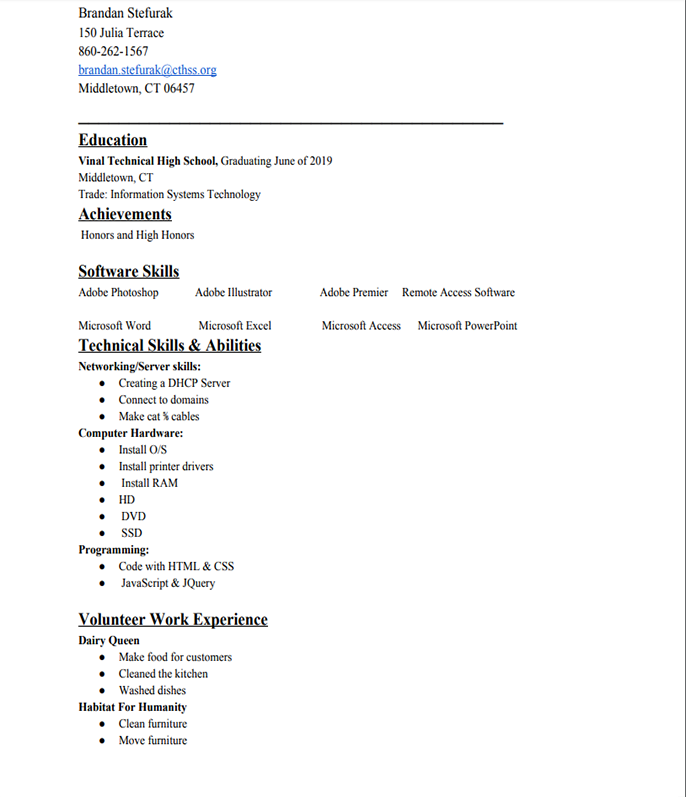 Brandan Stefurak
150 Julia Terrace
860-262-1567
brandan.stefurak@cthss.org
Middletown, CT 06457
Education
Vinal Technical High School, Graduating June of 2019
Middletown, CT
Trade: Information Systems Technology
Achievements
Honors and High Honors
Software Skills
Adobe Photoshop Adobe Illustrator Adobe Premier Remote Access Software
Microsoft Word Microsoft Excel Microsoft Access Microsoft PowerPoint
Technical Skills & Abilities
Networking/Server skills:
● Creating a DHCP Server
● Connect to domains
● Make cat cables
Computer Hardware:
● Install O/S
● Install printer drivers
● Install RAM
● HD
● DVD
● SSD
Programming:
● Code with HTML & CSS
● JavaScript & JQuery
Volunteer Work Experience
Dairy Queen
● Make food for customers
● Cleaned the kitchen
● Washed dishes
Habitat For Humanity
● Clean furniture
● Move furniture